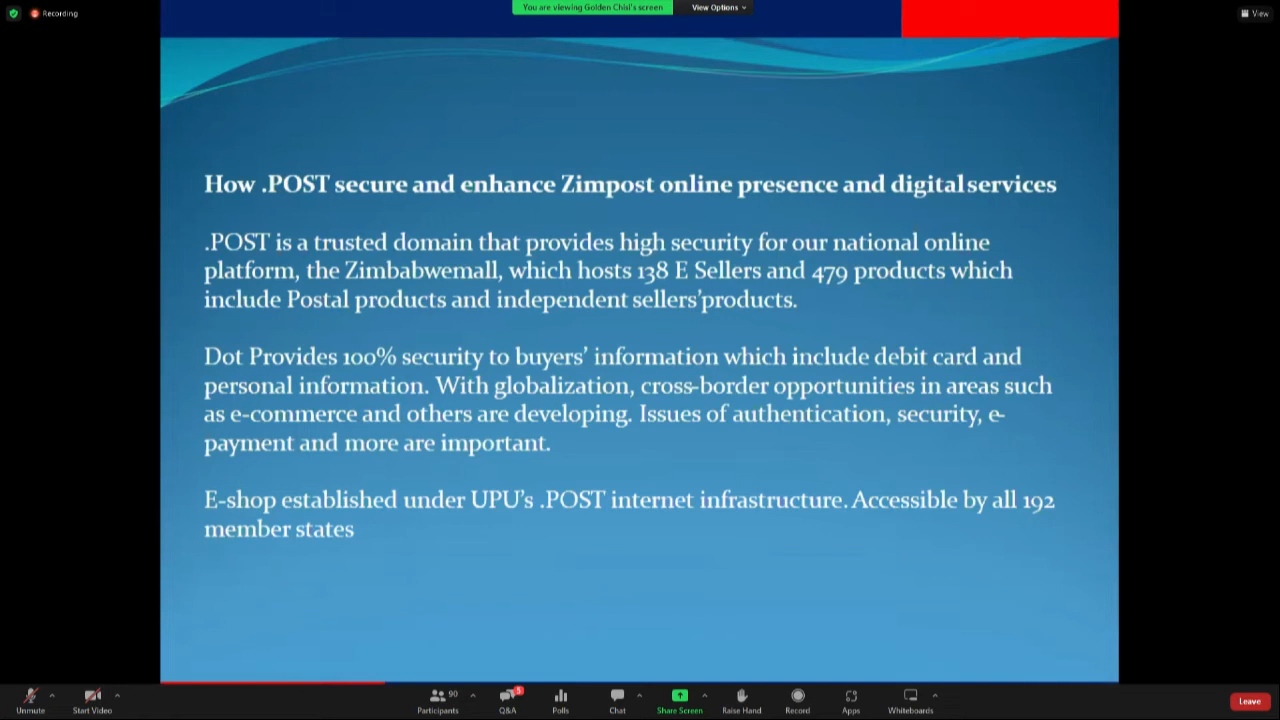 Recording
You are viewing Golden Chisi's screen
View Options
View
How .POST secure and enhance Zimpost online presence and digital services
.POST is a trusted domain that provides high security for our national online
platform, the Zimbabwemall, which hosts 138 E Sellers and 479 products which
include Postal products and independent sellers'products.
Dot Provides 100% security to buyers' information which include debit card and
personal information. With globalization, cross-border opportunities in areas such
as e-commerce and others are developing. Issues of authentication, security, e-
payment and more are important.
E-shop established under UPU's .POST internet infrastructure. Accessible by all 192
member states
Unmute
Start Video
90
Participants
5
Q&A
Polls
Chat
Share Screen
Raise Hand
Record
Apps
Whiteboards
Leave